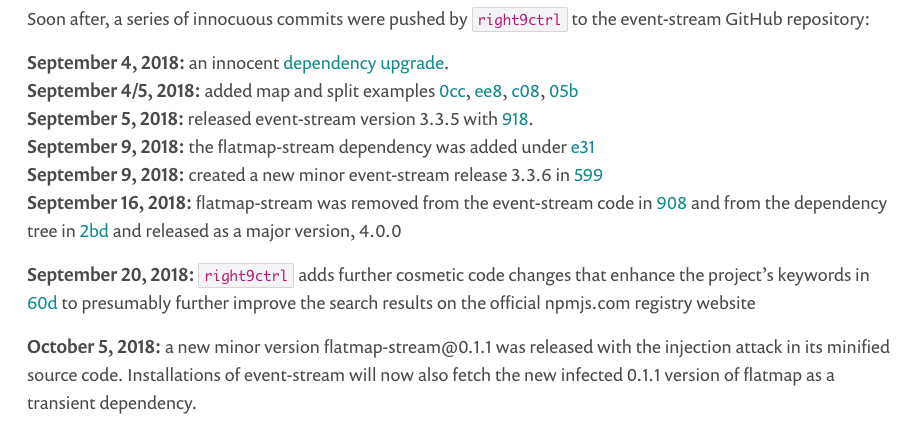 Soon after, a series of innocuous commits were pushed by right9ctrl to the event-stream GitHub repository:
September 4, 2018: an innocent dependency upgrade.
September 4/5, 2018: added map and split examples 0cc, ee8, c08, 05b
September 5, 2018: released event-stream version 3.3.5 with 918.
September 9, 2018: the flatmap-stream dependency was added under e31
September 9, 2018: created a new minor event-stream release 3.3.6 in 599
September 16, 2018: flatmap-stream was removed from the event-stream code in 908 and from the dependency
tree in 2bd and released as a major version, 4.0.0
September 20, 2018: right9ctrl adds further cosmetic code changes that enhance the project’s keywords in
60d to presumably further improve the search results on the official npmjs.com registry website
October 5, 2018: a new minor version flatmap-stream@0.1.1 was released with the injection attack in its minified
source code. Installations of event-stream will now also fetch the new infected 0.1.1 version of flatmap as a
transient dependency.